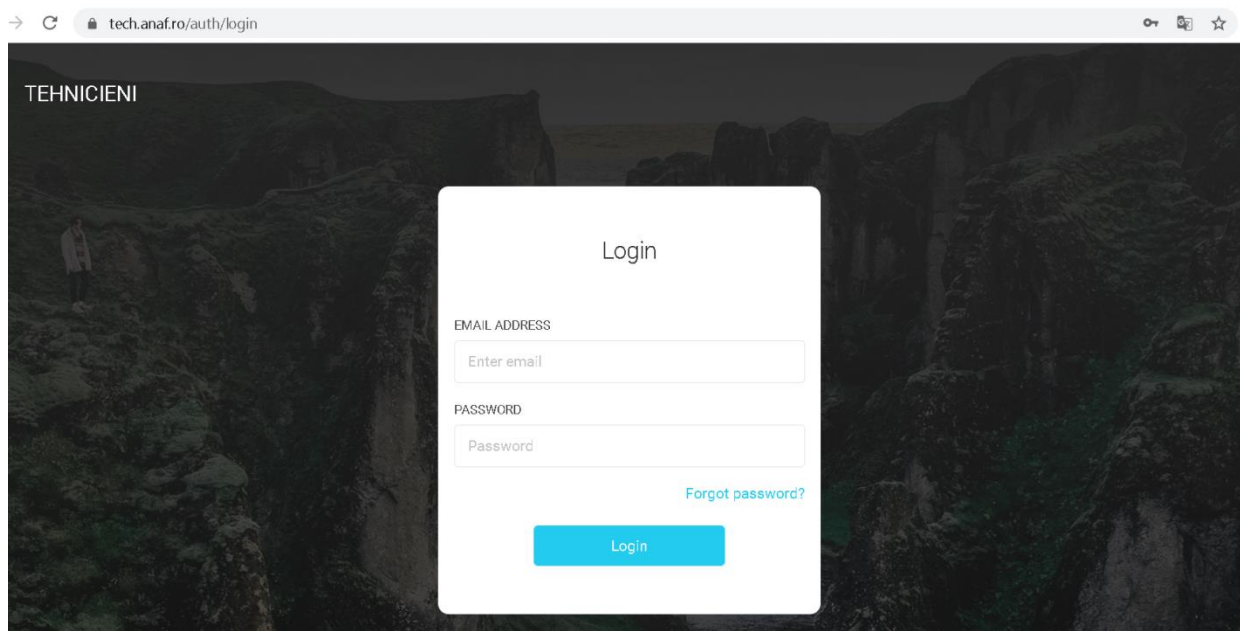 tech.anaf.ro/auth/login
TEHNICIENI
Login
EMAIL ADDRESS
Enter email
PASSWORD
Password
Forgot password?
Login